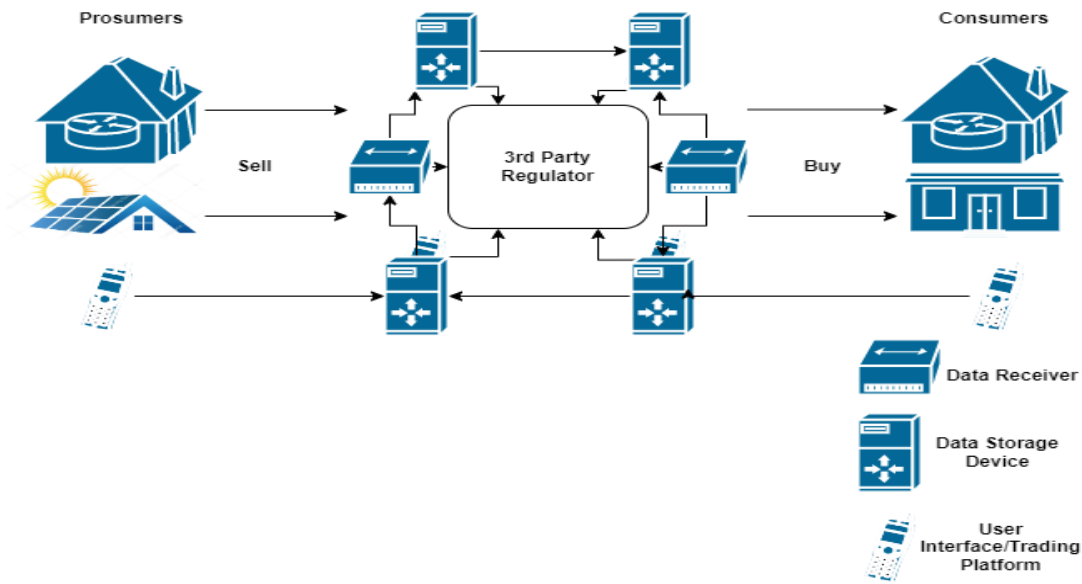 Prosumers
Consumers
Sell
3rd Party
Regulator
Buy
Data Receiver
Data Storage
Device
User
Interface/Trading
Platform